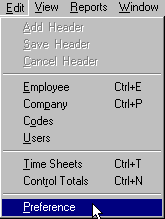 Edit View Reports Window
Add Header
Save Header
Cancel Header
Employee Ctrl+E
Company Ctrl+P
Codes
Users
Time Sheets Ctrl+T
Control Totals Ctrl+N
Preference